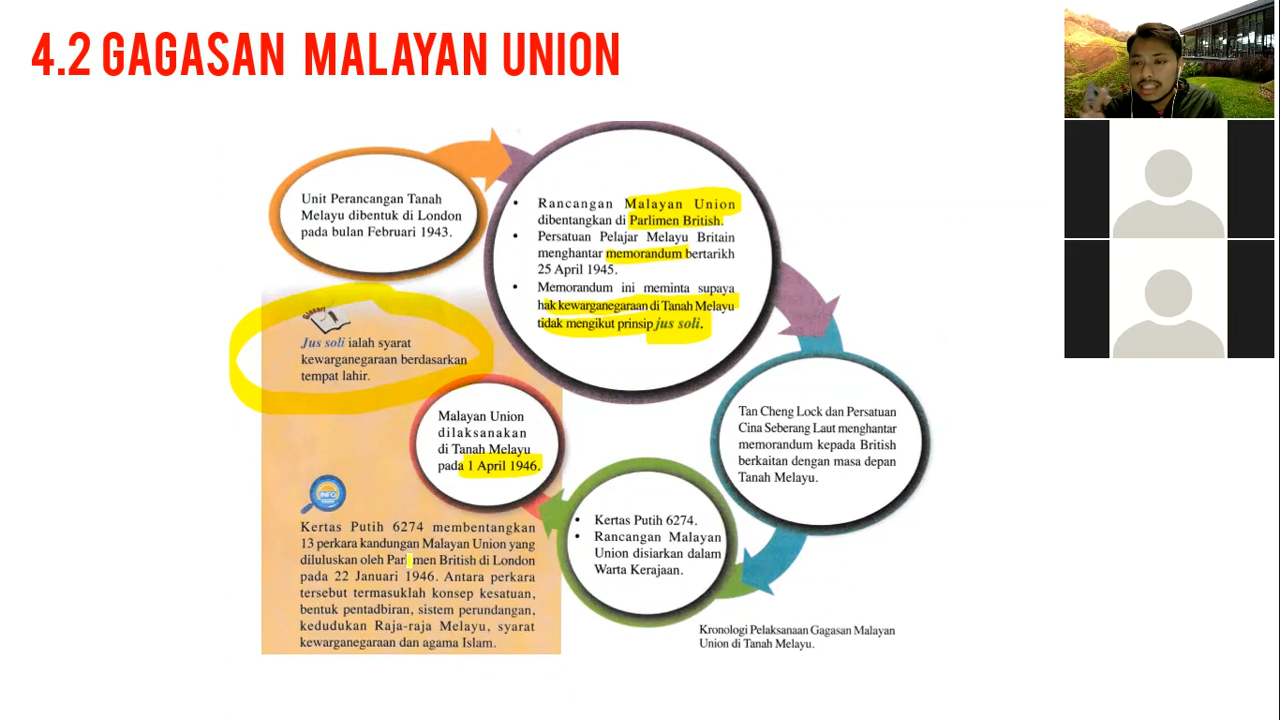 4.2 GAGASAN MALAYAN UNION
Unit Perancangan Tanah
Melayu dibentuk di London
pada bulan Februari 1943.
• Rancangan Malayan Union
dibentangkan di Parlimen British.
• Persatuan Pelajar Melayu Britain
menghantar memorandum bertarikh
25 April 1945.
• Memorandum ini meminta supaya
hak kewarganegaraan di Tanah Melayu
tidak mengikut prinsip jus soli.
Tan Cheng Lock dan Persatuan
Cina Seberang Laut menghantar
memorandum kepada British
berkaitan dengan masa depan
Tanah Melayu.
• Kertas Putih 6274.
• Rancangan Malayan
Union disiarkan dalam
Warta Kerajaan.
Malayan Union
dilaksanakan
di Tanah Melayu
pada 1 April 1946.
Jus soli ialah syarat
kewarganegaraan berdasarkan
tempat lahir.
INFO
Kertas Putih 6274 membentangkan
13 perkara kandungan Malayan Union yang
diluluskan oleh Parlimen British di London
pada 22 Januari 1946. Antara perkara
tersebut termasuklah konsep kesatuan,
bentuk pentadbiran, sistem perundangan,
kedudukan Raja-raja Melayu, syarat
kewarganegaraan dan agama Islam.
Kronologi Pelaksanaan Gagasan Malayan
Union di Tanah Melayu.